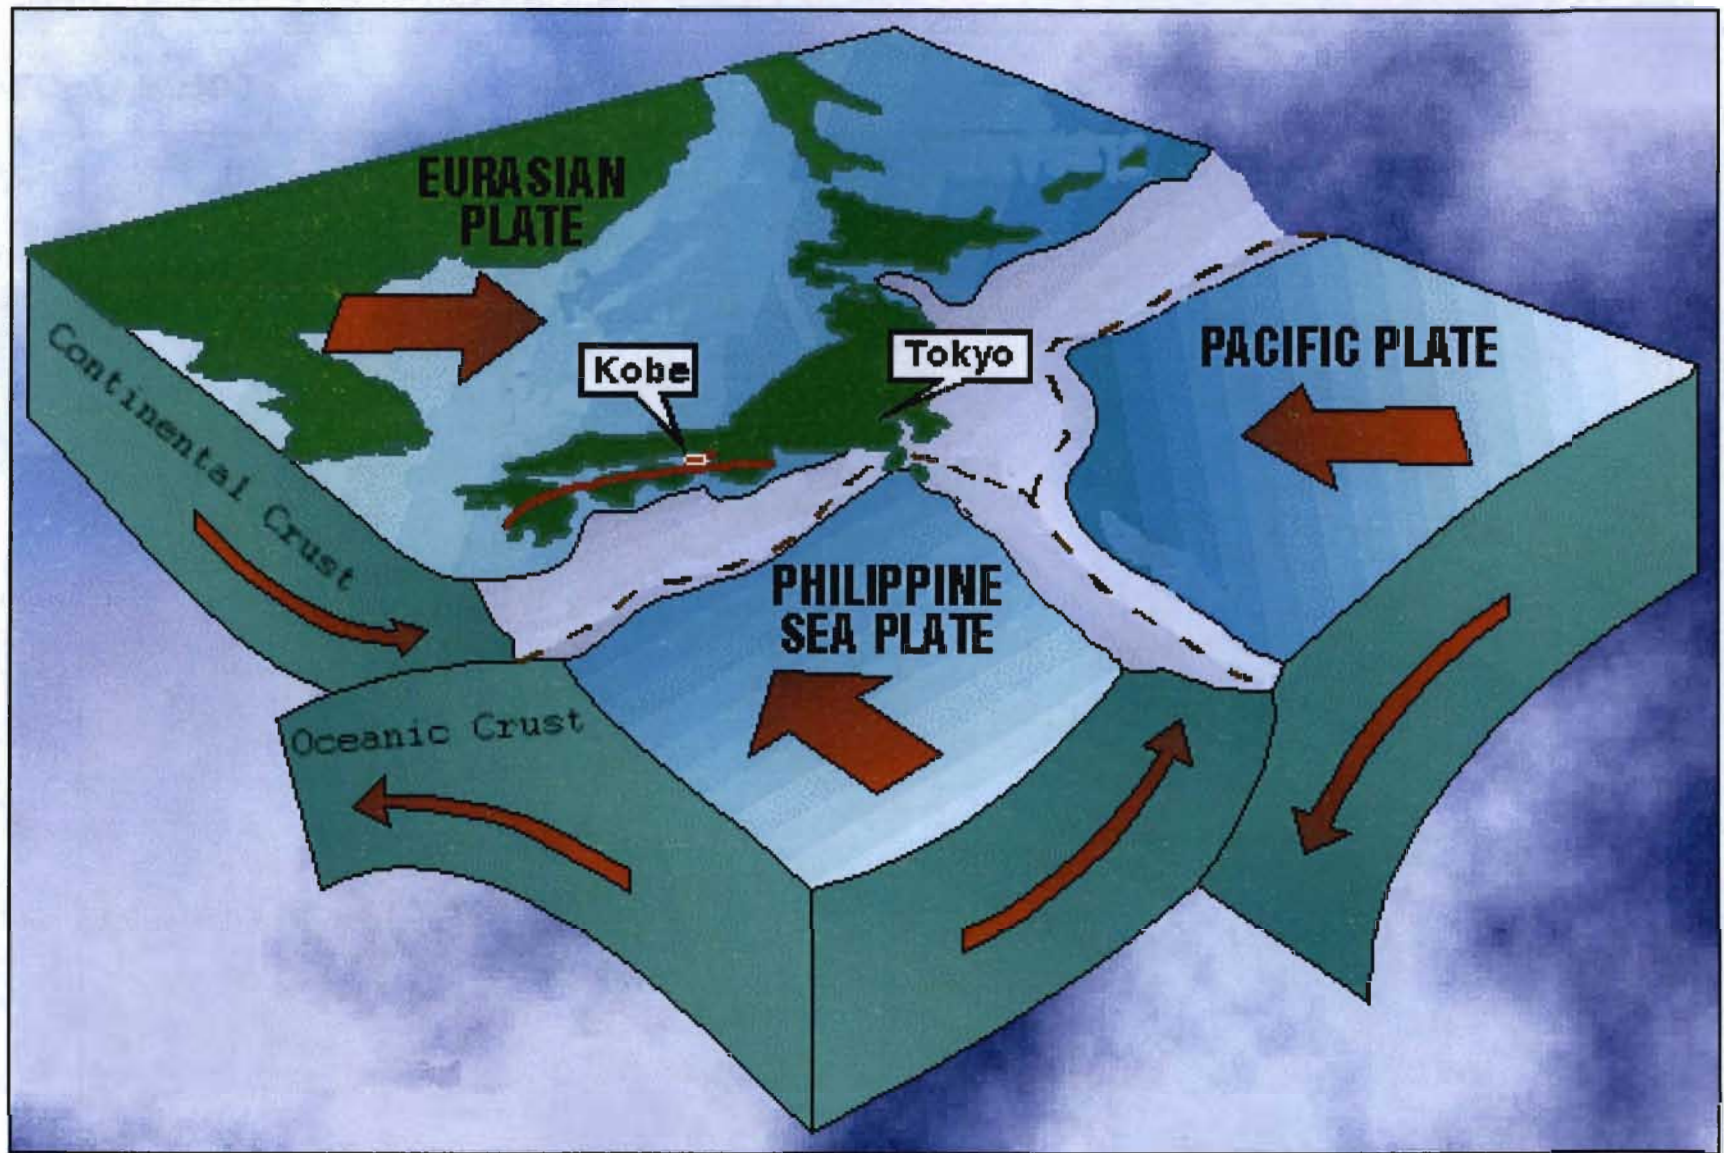 EURASIAN
PLATE
Continental Crust
Kobe
Tokyo
PACIFIC PLATE
PHILIPPINE
SEA PLATE
Oceanic Crust